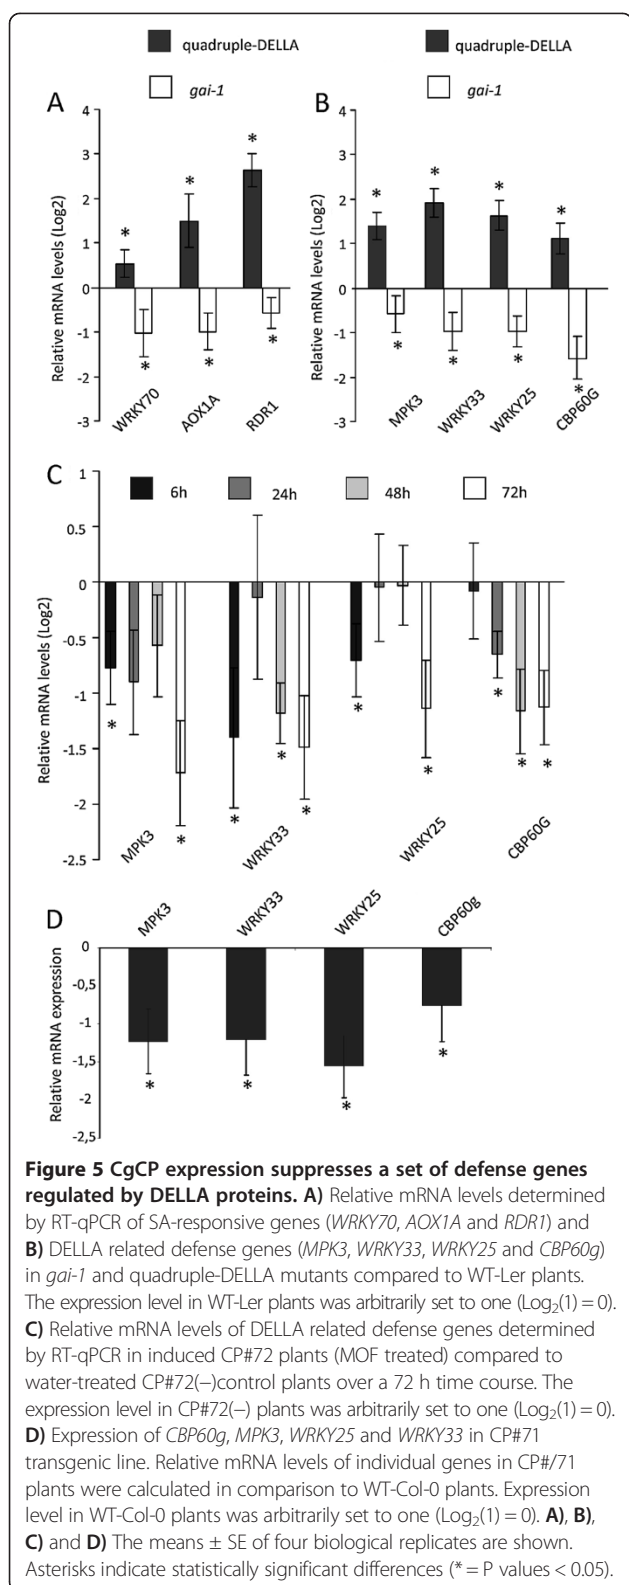 quadruple-DELLA
quadruple-DELLA
gai-1
gai-1
A
B
Relative mRNA levels (Log2)
4
3
2
1
0
-1
-2
-3
*
*
*
*
*
*
WRKY70
AOX1A
RDR1
Relative mRNA levels (Log2)
4
3
2
1
0
-1
-2
-3
*
*
*
*
*
*
*
*
MPK3
WRKY33
WRKY25
CBP60G
C
6h
24h
48h
72h
Relative mRNA levels (Log2)
1
0.5
0
-0.5
-1
-1.5
-2
-2.5
*
*
*
*
*
*
*
*
*
*
MPK3
WRKY33
WRKY25
CBP60G
D
MPK3
WRKY33
WRKY25
CBP60g
Relative mRNA expression
0
-0,5
-1
-1,5
-2
-2,5
*
*
*
*
Figure 5 CgCP expression suppresses a set of defense genes
regulated by DELLA proteins. A) Relative mRNA levels determined
by RT-qPCR of SA-responsive genes (WRKY70, AOX1A and RDR1) and
B) DELLA related defense genes (MPK3, WRKY33, WRKY25 and CBP60g)
in gai-1 and quadruple-DELLA mutants compared to WT-Ler plants.
The expression level in WT-Ler plants was arbitrarily set to one (Log₂(1) = 0).
C) Relative mRNA levels of DELLA related defense genes determined
by RT-qPCR in induced CP#72 plants (MOF treated) compared to
water-treated CP#72(−)control plants over a 72 h time course. The
expression level in CP#72(−) plants was arbitrarily set to one (Log₂(1) = 0).
D) Expression of CBP60g, MPK3, WRKY25 and WRKY33 in CP#71
transgenic line. Relative mRNA levels of individual genes in CP#/71
plants were calculated in comparison to WT-Col-0 plants. Expression
level in WT-Col-0 plants was arbitrarily set to one (Log₂(1) = 0). A), B),
C) and D) The means ± SE of four biological replicates are shown.
Asterisks indicate statistically significant differences (* = P values < 0.05).